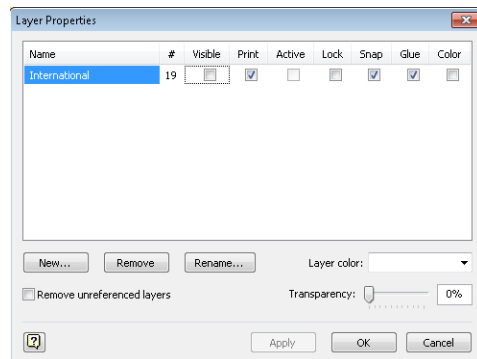 Layer Properties
Name # Visible Print Active Lock Snap Glue Color
International 19
New... Remove Rename... Layer color:
Remove unreferenced layers Transparency: 0%
Apply OK Cancel